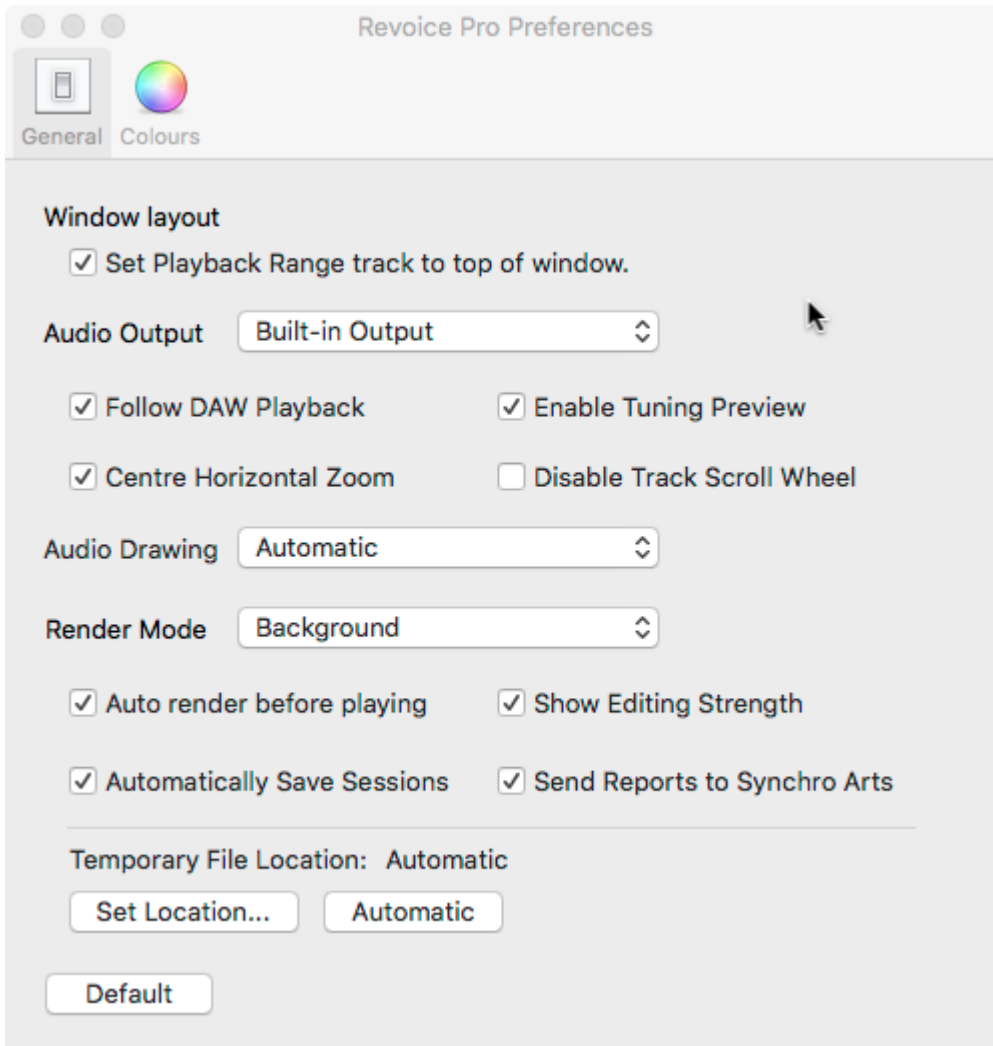 Revoice Pro Preferences
General Colours
Window layout
Set Playback Range track to top of window.
Audio Output Built-in Output
Follow DAW Playback Enable Tuning Preview
Centre Horizontal Zoom Disable Track Scroll Wheel
Audio Drawing Automatic
Render Mode Background
Auto render before playing Show Editing Strength
Automatically Save Sessions Send Reports to Synchro Arts
Temporary File Location: Automatic
Set Location... Automatic
Default